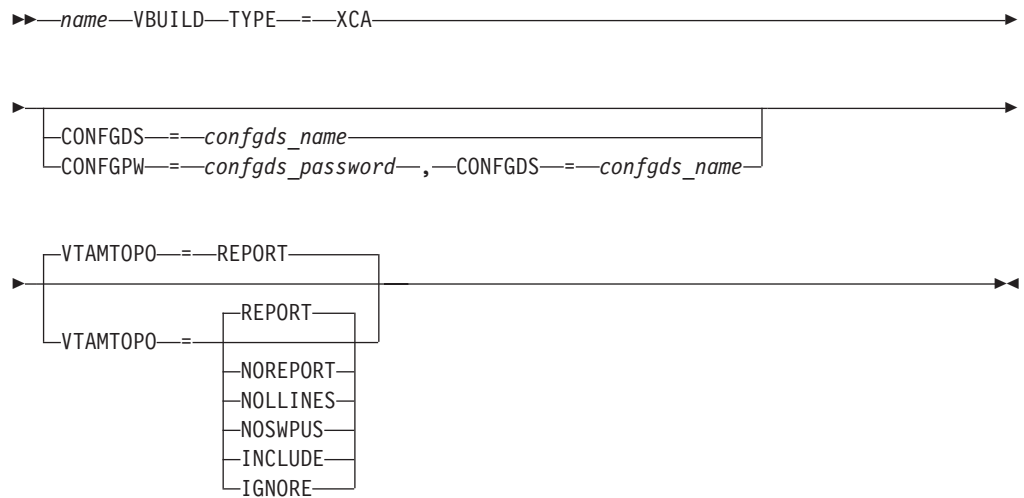 name VBUILD TYPE = XCA
CONFGDS = confgds_name
CONFGPW = confgds_password , CONFGDS = confgds_name
VTAMTOPO = REPORT
REPORT
VTAMTOPO =
NOREPORT
NOLLINES
NOSWPUS
INCLUDE
IGNORE